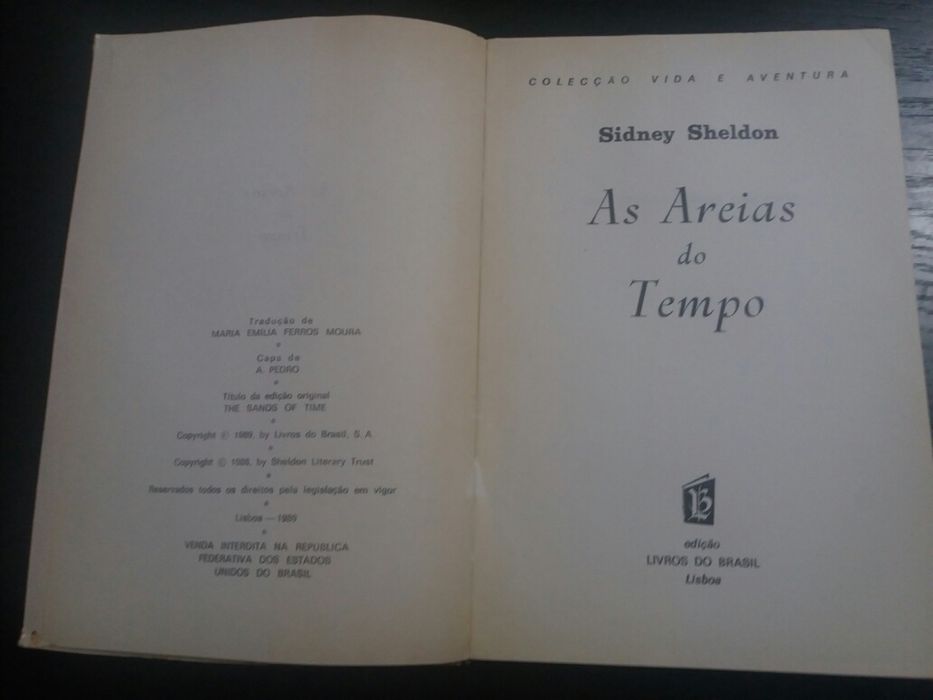 Tradução de
MARIA EMÍLIA FERROS MOURA
Capa de
A. PEDRO
Título da edição original
THE SANDS OF TIME
Copyright © 1989, by Livros do Brasil, S. A.
Copyright © 1988, by Sheldon Literary Trust
Reservados todos os direitos pela legislação em vigor
Lisboa — 1989
VENDA INTERDITA NA REPÚBLICA
FEDERATIVA DOS ESTADOS
UNIDOS DO BRASIL
COLECÇÃO VIDA E AVENTURA
Sidney Sheldon
As Areias
do
Tempo
LB
edição
LIVROS DO BRASIL
Lisboa